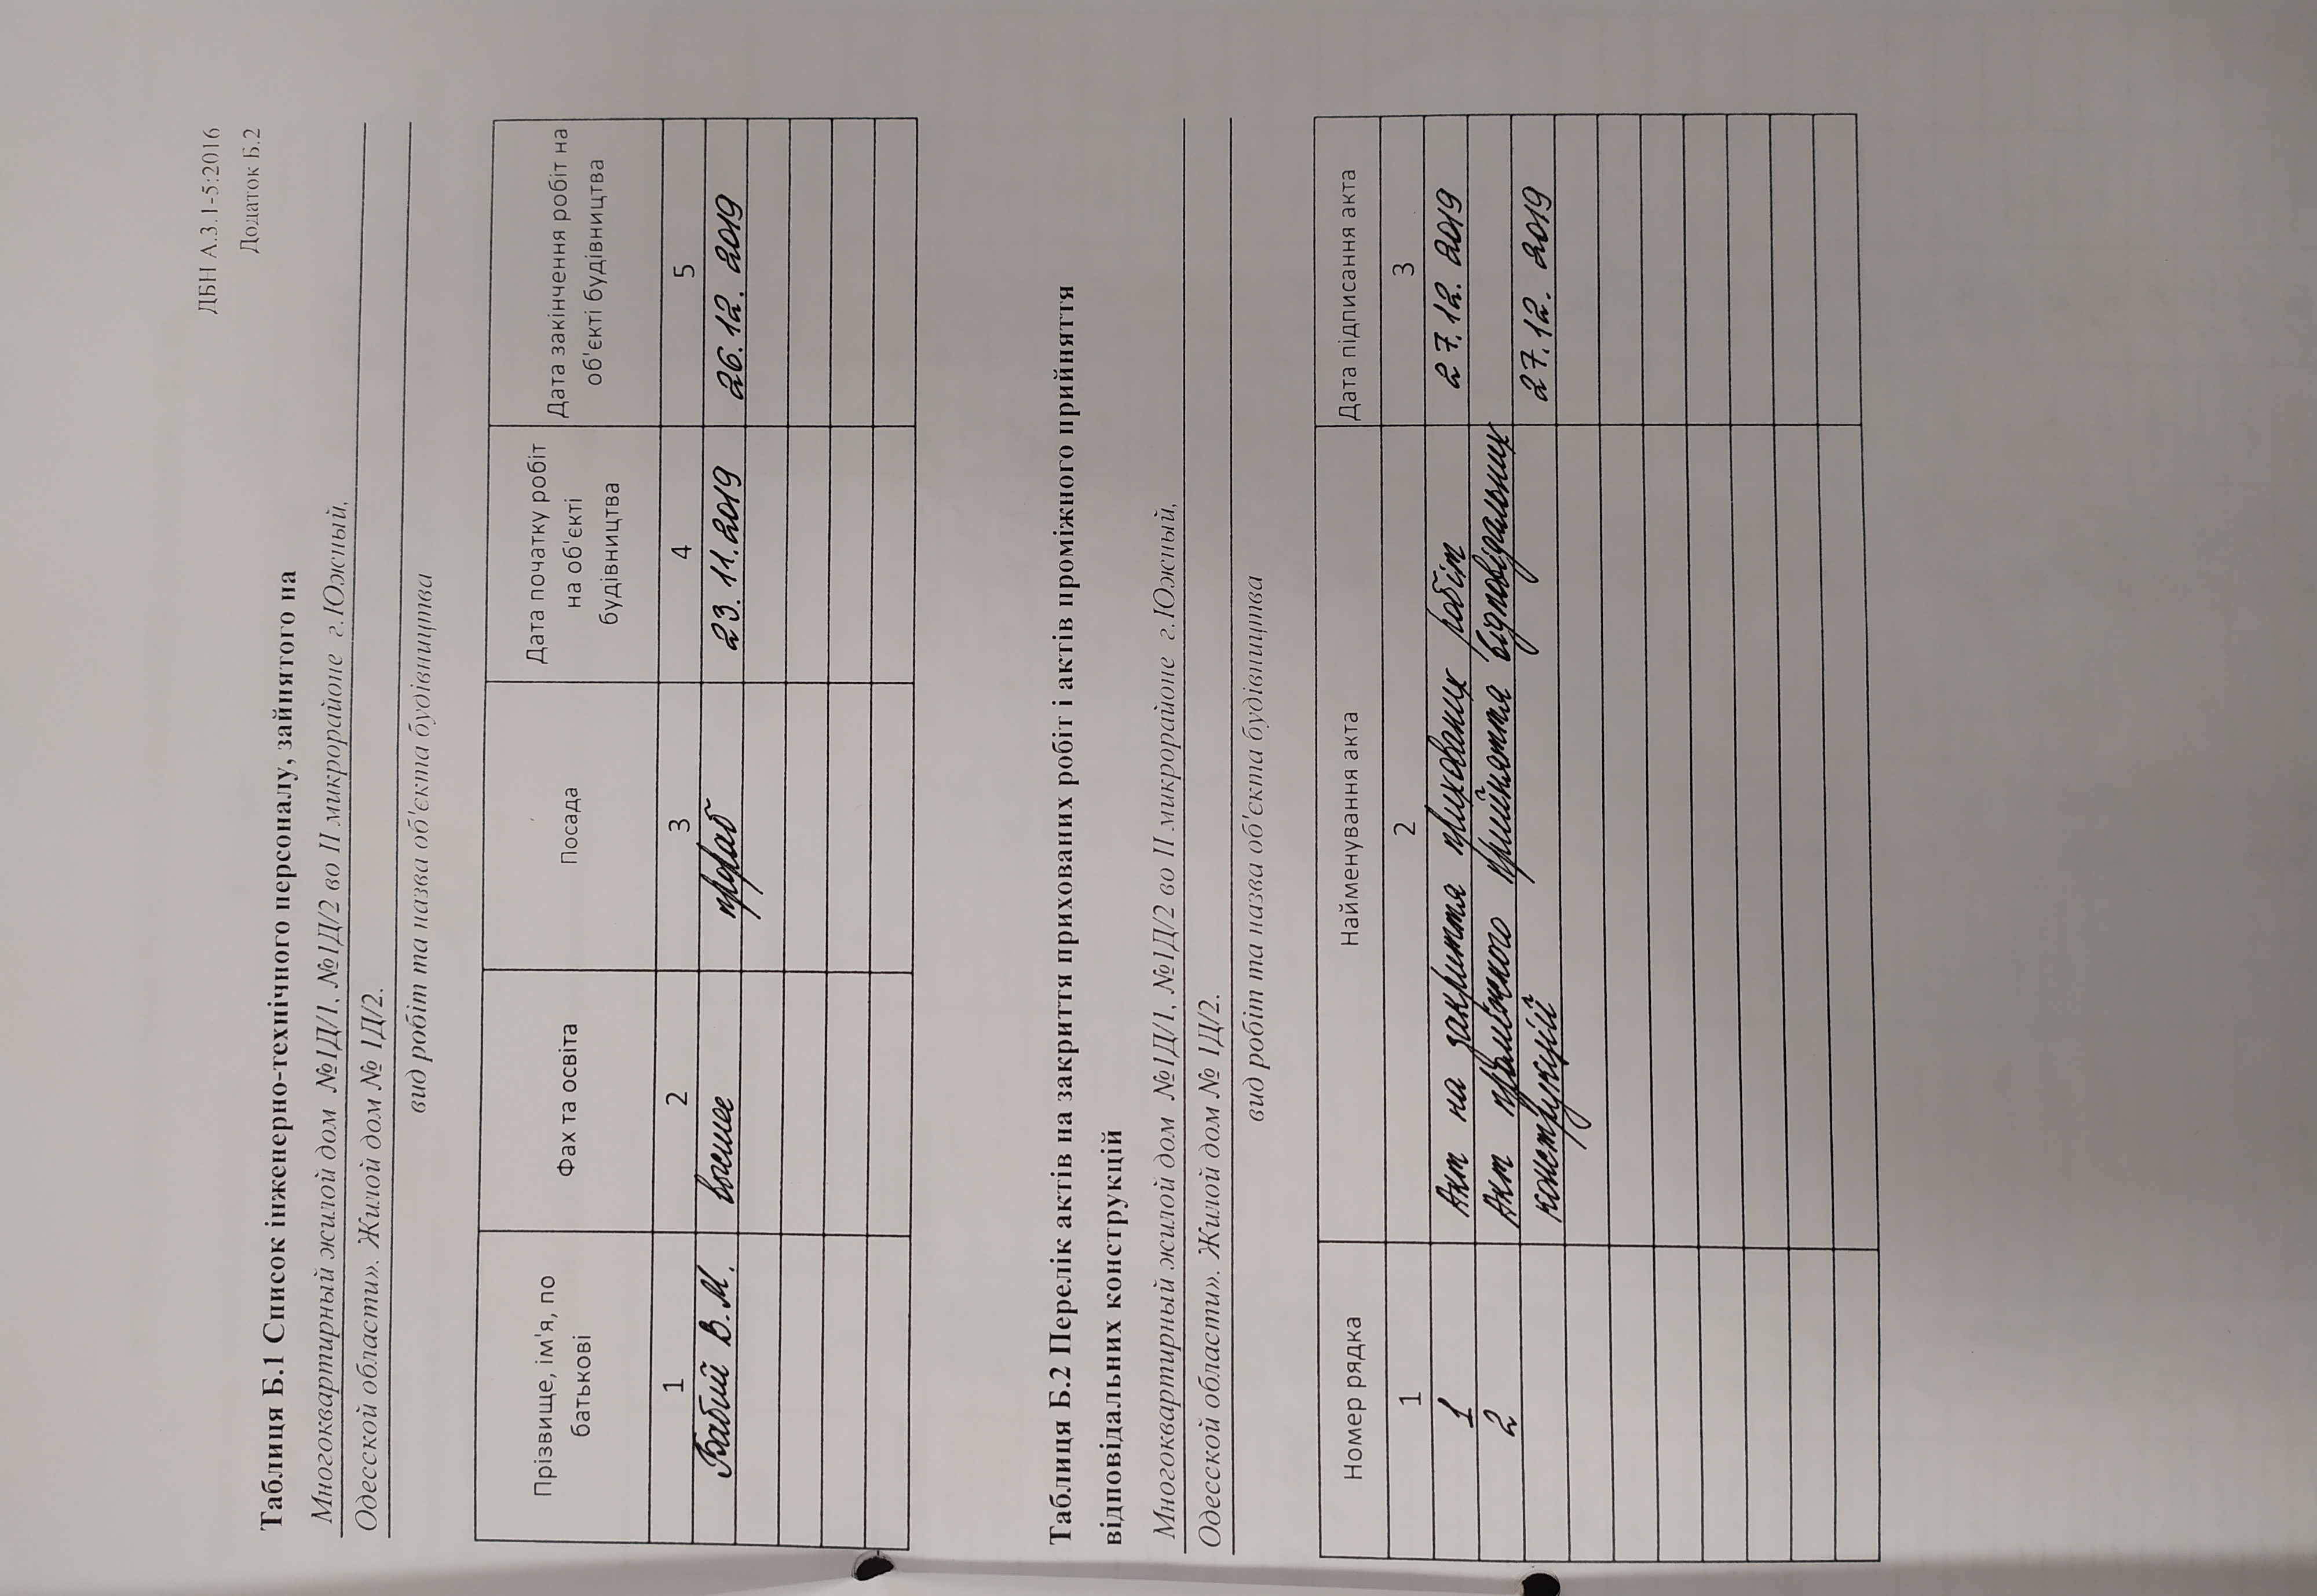 ДБН А.3.1-5:2016
Додаток Б.2
Таблиця Б.1 Список інженерно-технічного персоналу, зайнятого на
Многоквартирный жилой дом №1Д/1, №1Д/2 во II микрорайоне г.Южный,
Одесской области». Жилой дом № 1Д/2.
вид робіт та назва об'єкта будівництва
Прізвище, ім'я, по батькові Фах та освіта Посада Дата початку робіт на об'єкті будівництва Дата закінчення робіт на об'єкті будівництва
1 2 3 4 5
Бабий В.М. высшее прораб 23.11.2019 26.12.2019
Таблиця Б.2 Перелік актів на закриття прихованих робіт і актів проміжного прийняття
відповідальних конструкцій
Многоквартирный жилой дом №1Д/1, №1Д/2 во II микрорайоне г.Южный,
Одесской области». Жилой дом № 1Д/2.
вид робіт та назва об'єкта будівництва
Номер рядка Найменування акта Дата підписання акта
1 2 3
1 Акт на закриття прихованих робіт 27.12.2019
2 Акт проміжного прийняття відповідальних
конструкцій 27.12.2019